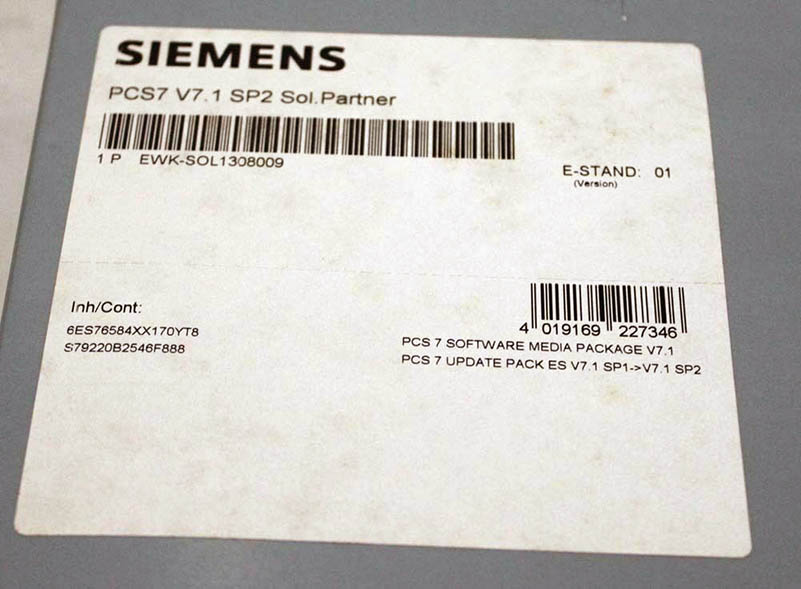 SIEMENS
PCS7 V7.1 SP2 Sol.Partner
1 P EWK-SOL1308009
E-STAND: 01
(Version)
Inh/Cont:
6ES76584XX170YT8
S79220B2546F888
4 019169 227346
PCS 7 SOFTWARE MEDIA PACKAGE V7.1
PCS 7 UPDATE PACK ES V7.1 SP1->V7.1 SP2